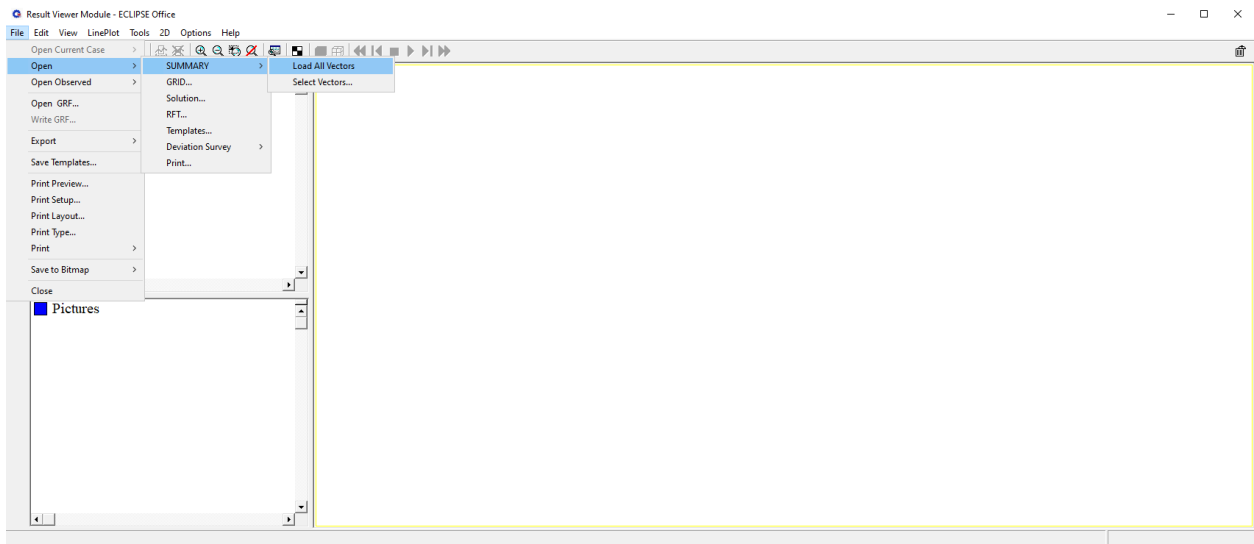 Result Viewer Module - ECLIPSE Office
File Edit View LinePlot Tools 2D Options Help
Open Current Case
Open
SUMMARY
Load All Vectors
Open Observed
GRID...
Select Vectors...
Solution...
Open GRF...
RFT...
Write GRF...
Templates...
Export
Deviation Survey
Save Templates...
Print...
Print Preview...
Print Setup...
Print Layout...
Print Type...
Print
Save to Bitmap
Close
Pictures